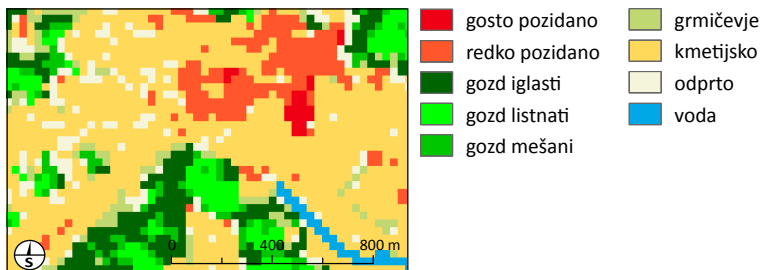 gosto pozidano
redko pozidano
gozd iglasti
gozd listnati
gozd mešani
grmičevje
kmetijsko
odprto
voda
S
0 400 800 m